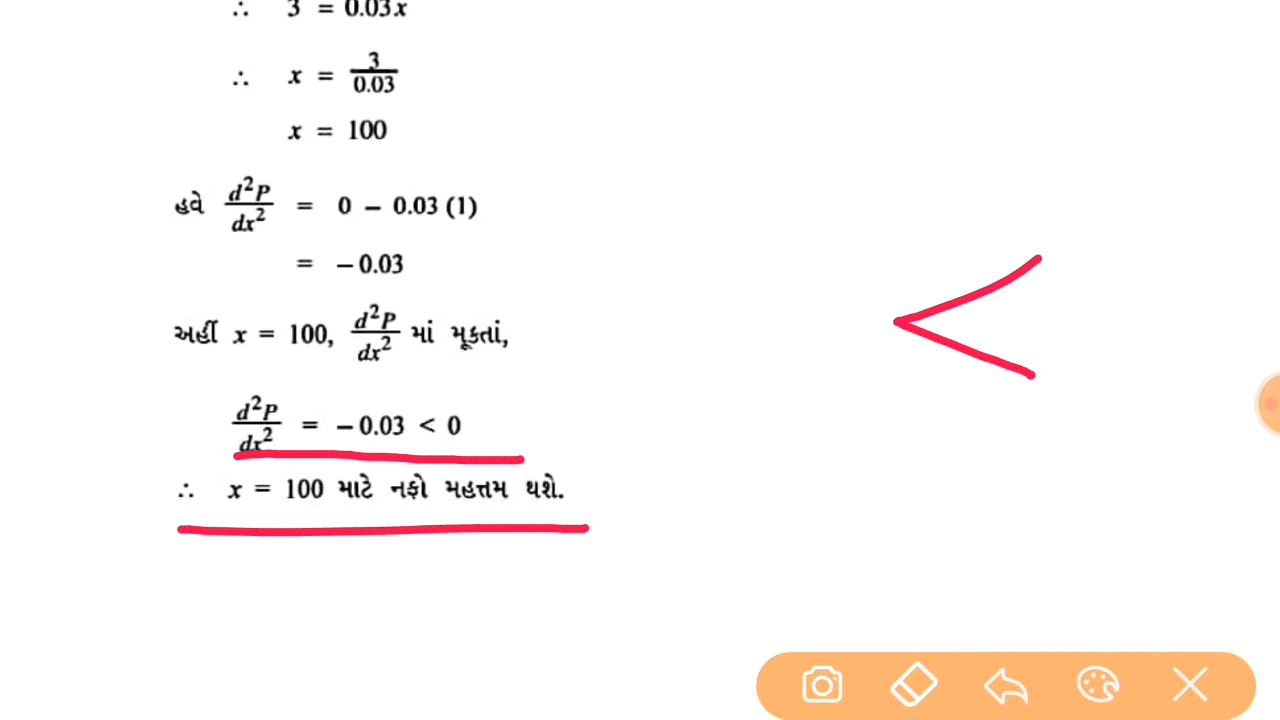 ∴ 3 = 0.03x
∴ x = 3/0.03
x = 100
હવે d²P/dx² = 0 – 0.03 (1)
= – 0.03
અહીં x = 100, d²P/dx² માં મૂકતાં,
d²P/dx² = – 0.03 < 0
∴ x = 100 માટે નફો મહત્તમ થશે.
<